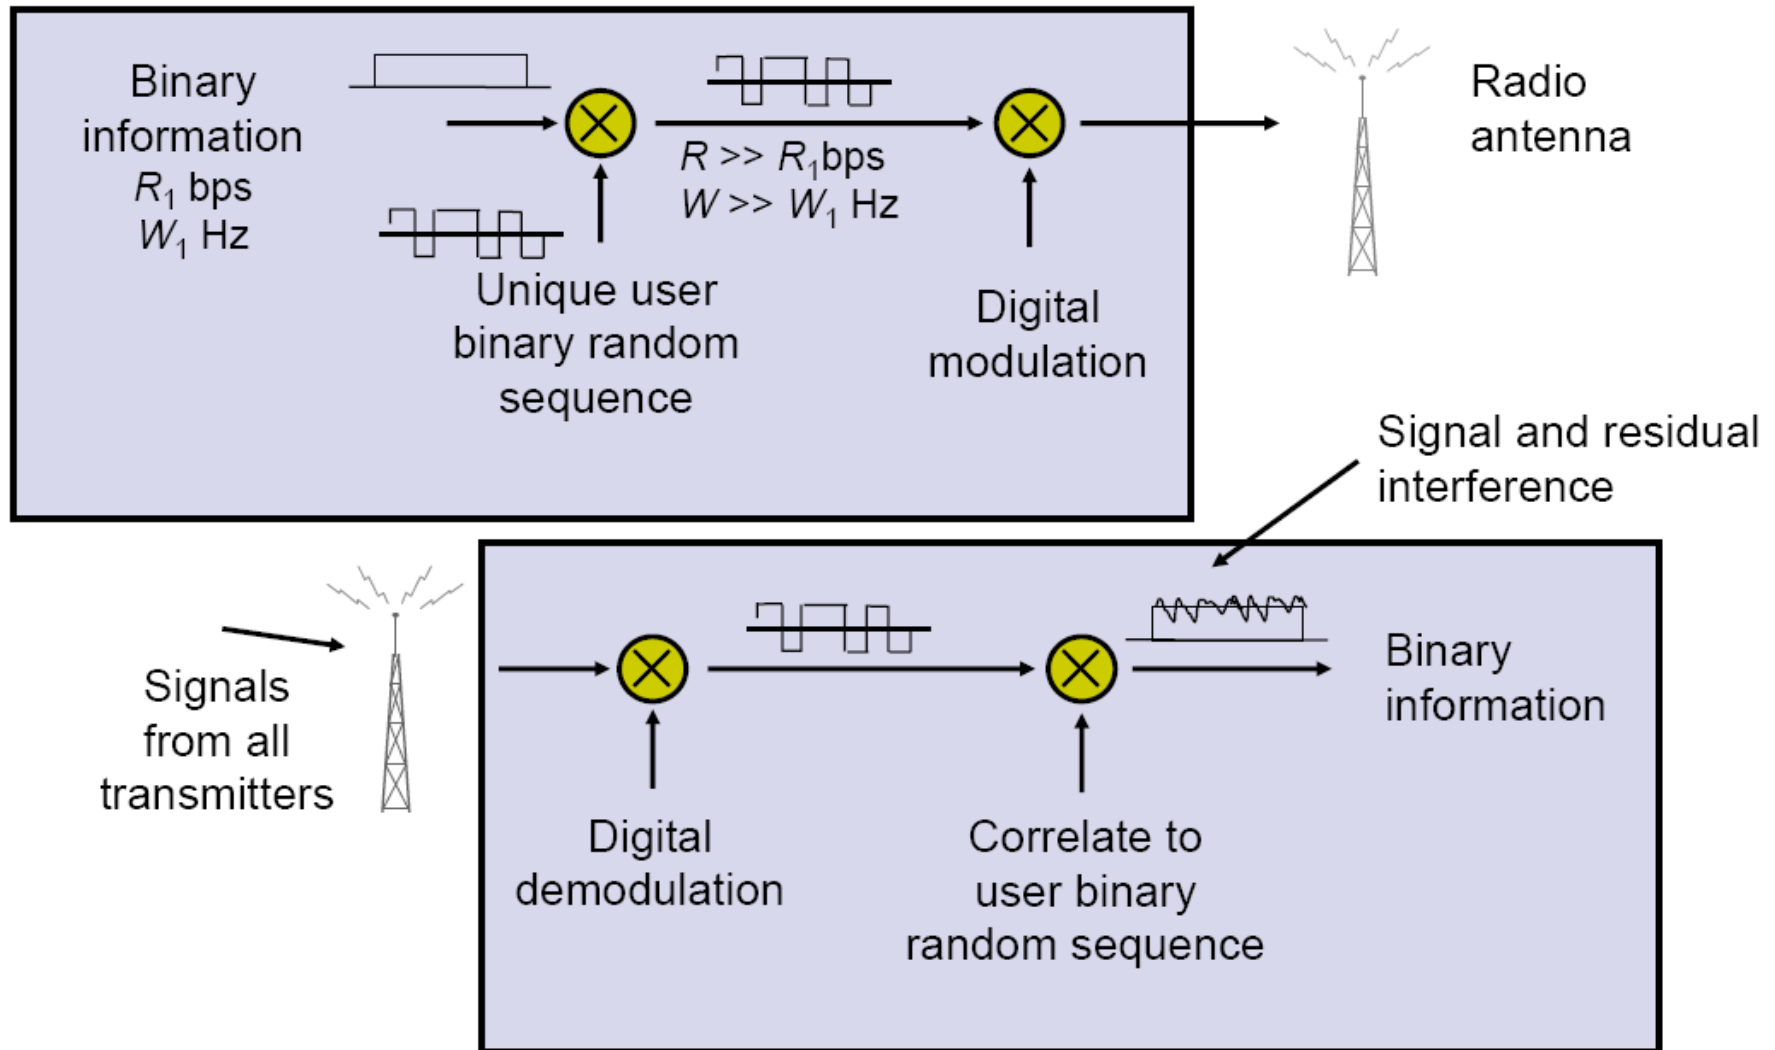 Binary
information
R₁ bps
W₁ Hz
R >> R₁bps
W >> W₁ Hz
Unique user
binary random
sequence
Digital
modulation
Radio
antenna
Signal and residual
interference
Signals
from all
transmitters
Digital
demodulation
Correlate to
user binary
random sequence
Binary
information